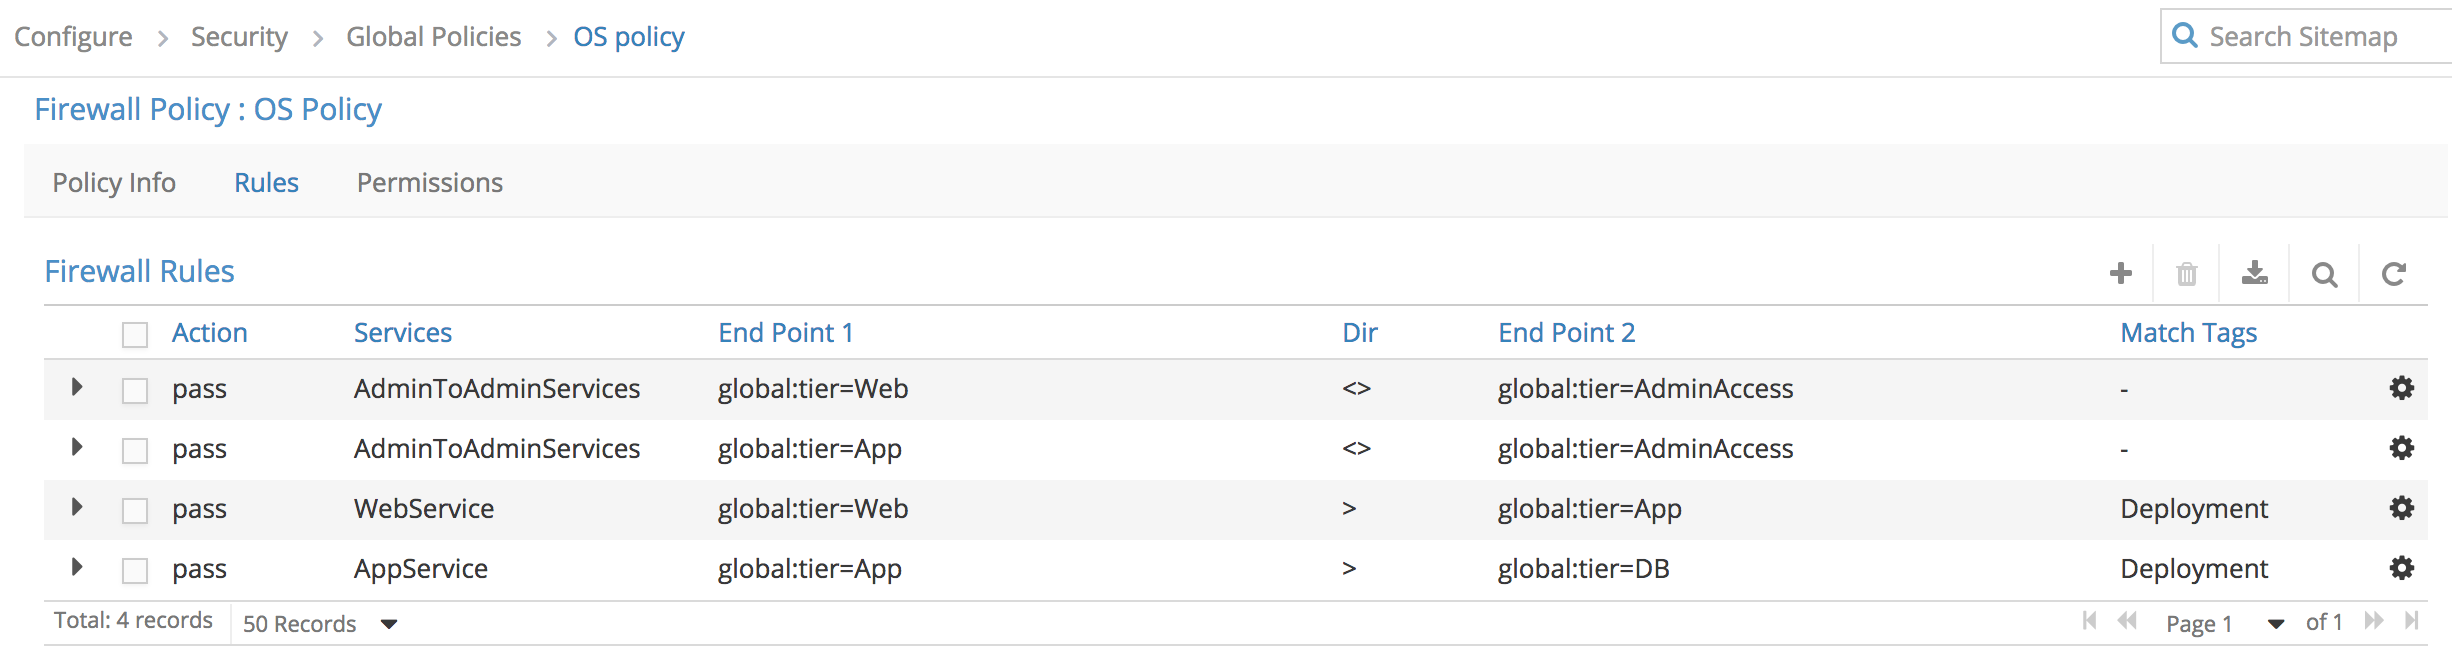 Configure > Security > Global Policies > OS policy Search Sitemap
Firewall Policy : OS Policy
Policy Info Rules Permissions
Firewall Rules
Action Services End Point 1 Dir End Point 2 Match Tags
pass AdminToAdminServices global:tier=Web <> global:tier=AdminAccess -
pass AdminToAdminServices global:tier=App <> global:tier=AdminAccess -
pass WebService global:tier=Web > global:tier=App Deployment
pass AppService global:tier=App > global:tier=DB Deployment
Total: 4 records 50 Records Page 1 of 1